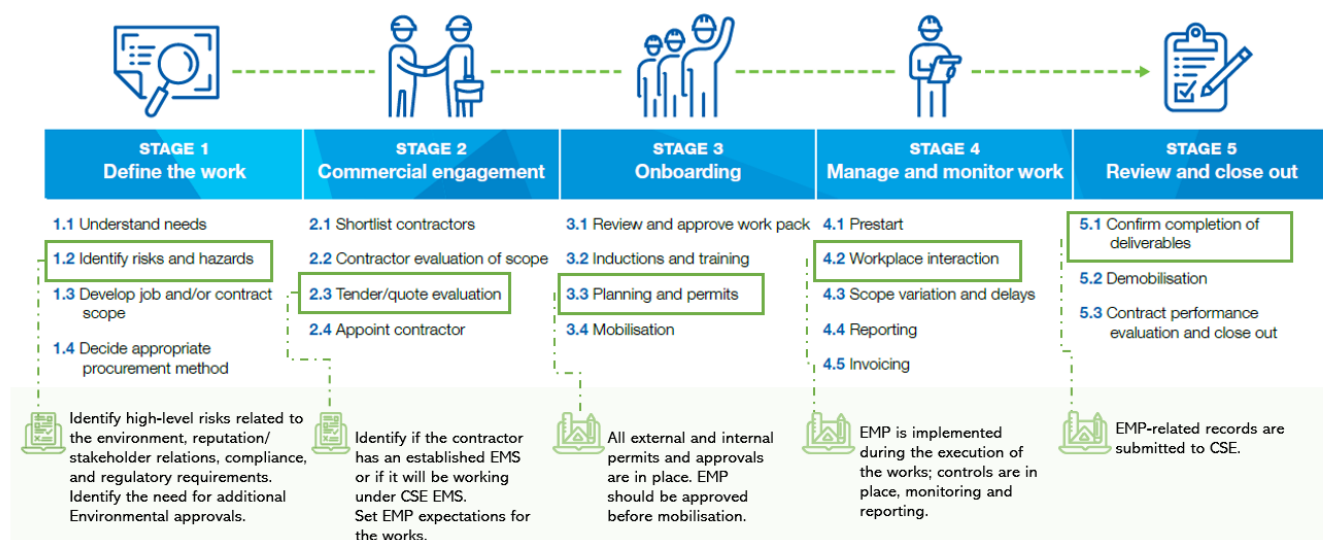 STAGE 1
Define the work
STAGE 2
Commercial engagement
STAGE 3
Onboarding
STAGE 4
Manage and monitor work
STAGE 5
Review and close out
1.1 Understand needs
1.2 Identify risks and hazards
1.3 Develop job and/or contract
scope
1.4 Decide appropriate
procurement method
2.1 Shortlist contractors
2.2 Contractor evaluation of scope
2.3 Tender/quote evaluation
2.4 Appoint contractor
3.1 Review and approve work pack
3.2 Inductions and training
3.3 Planning and permits
3.4 Mobilisation
4.1 Prestart
4.2 Workplace interaction
4.3 Scope variation and delays
4.4 Reporting
4.5 Invoicing
5.1 Confirm completion of
deliverables
5.2 Demobilisation
5.3 Contract performance
evaluation and close out
Identify high-level risks related to
the environment, reputation/
stakeholder relations, compliance,
and regulatory requirements.
Identify the need for additional
Environmental approvals.
Identify if the contractor
has an established EMS
or if it will be working
under CSE EMS.
Set EMP expectations for
the works.
All external and internal
permits and approvals
are in place. EMP
should be approved
before mobilisation.
EMP is implemented
during the execution of
the works; controls are in
place, monitoring and
reporting.
EMP-related records are
submitted to CSE.